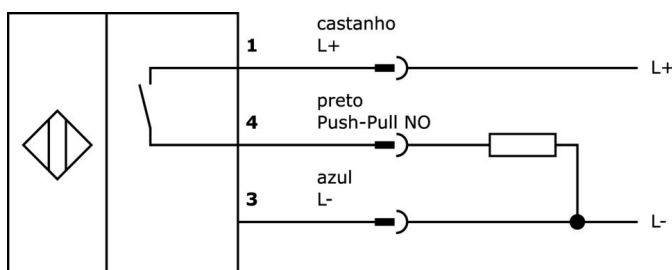 castanho
1 L+
L+
preto
4 Push-Pull NO
azul
3 L-
L-